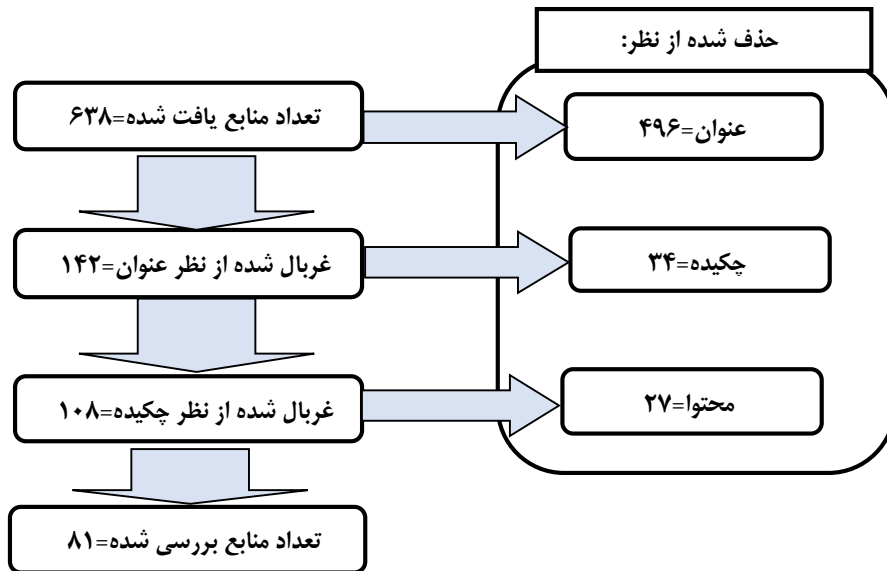 حذف شده از نظر:
تعداد منابع یافت شده=۶۳۸
عنوان=۴۹۶
غربال شده از نظر عنوان=۱۴۲
چکیده=۳۴
غربال شده از نظر چکیده=۱۰۸
محتوا=۲۷
تعداد منابع بررسی شده=۸۱